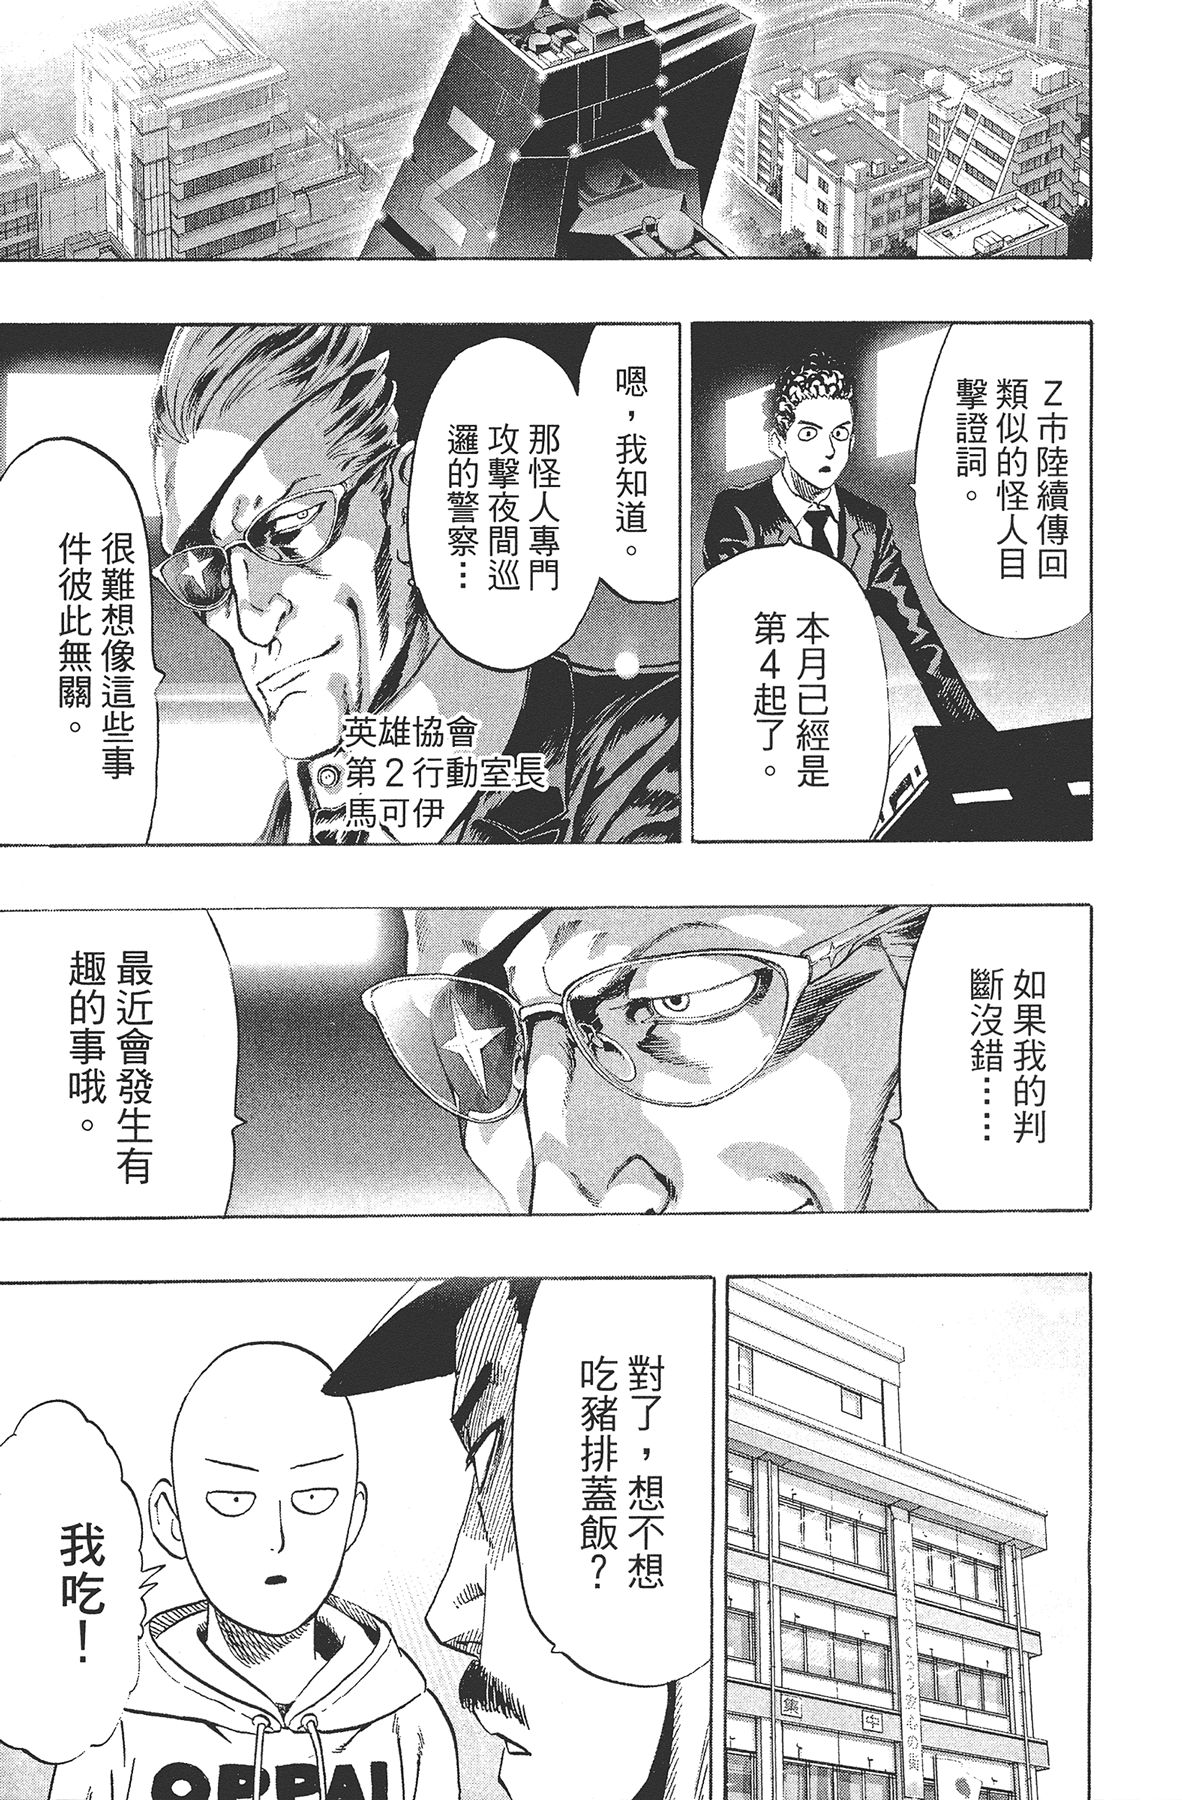 Z市陸續傳回
類似的怪人目
擊證詞。
本月已經是
第4起了。
嗯，我知道。
那怪人專門
攻擊夜間巡
邏的警察…
英雄協會
第2行動室長
馬可伊
很難想像這些事
件彼此無關。
如果我的判
斷沒錯……
最近會發生有
趣的事哦。
集中
對了，想不想
吃豬排蓋飯？
我吃！
OPPAI